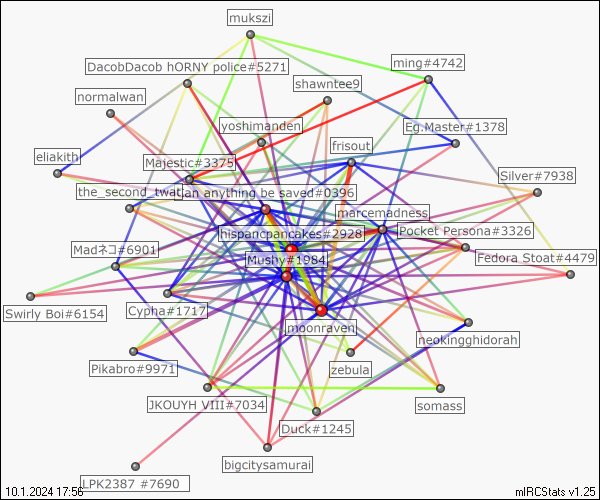 mukszi
ming#4742
DacobDacob hORNY police#5271
shawntee9
normalwan
yoshimanden
Eg.Master#1378
frisout
eliakith
Majestic#3375
Silver#7938
the_second_twat
an anything be saved#0396
marcemadness
hispancpancakes#2928
Pocket Persona#3326
Madネコ#6901
Mushy#1984
Fedora Stoat#4479
Swirly Boi#6154
Cypha#1717
moonraven
neokingghidorah
Pikabro#9971
zebula
JKOUYH VIII#7034
somass
Duck#1245
bigcitysamurai
LPK2387 #7690
10.1.2024 17:56
mIRCStats v1.25